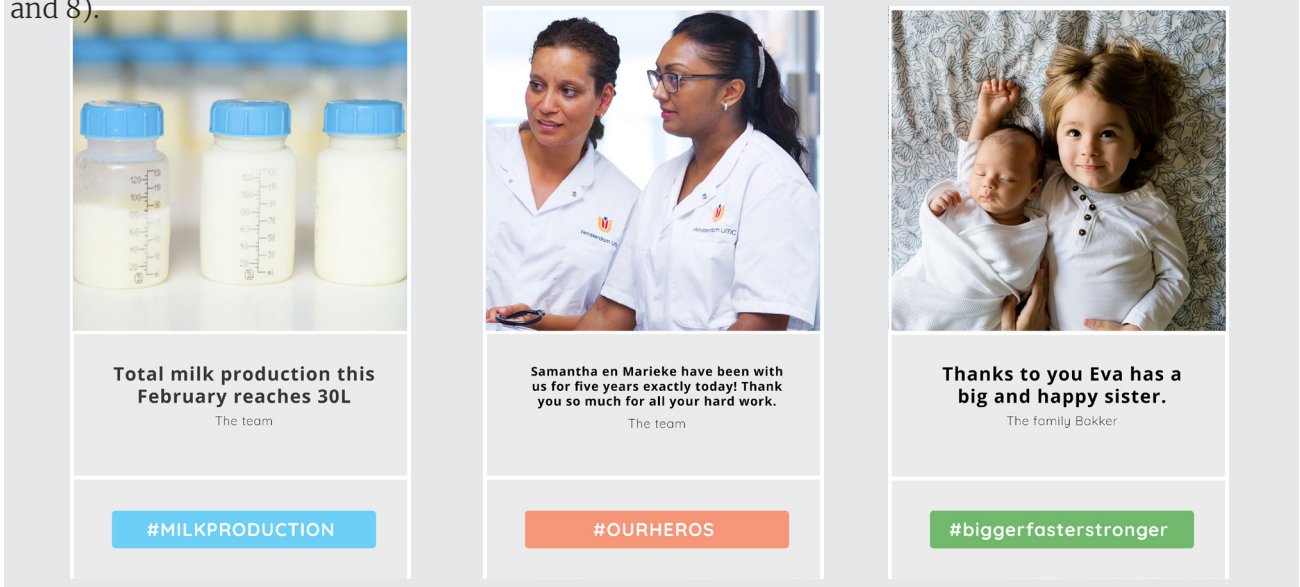 and 8).
Total milk production this
February reaches 30L
The team
#MILKPRODUCTION
Amsterdam UMC
Samantha en Marieke have been with
us for five years exactly today! Thank
you so much for all your hard work.
The team
#OURHEROS
Thanks to you Eva has a
big and happy sister.
The family Bakker
#biggerfasterstronger